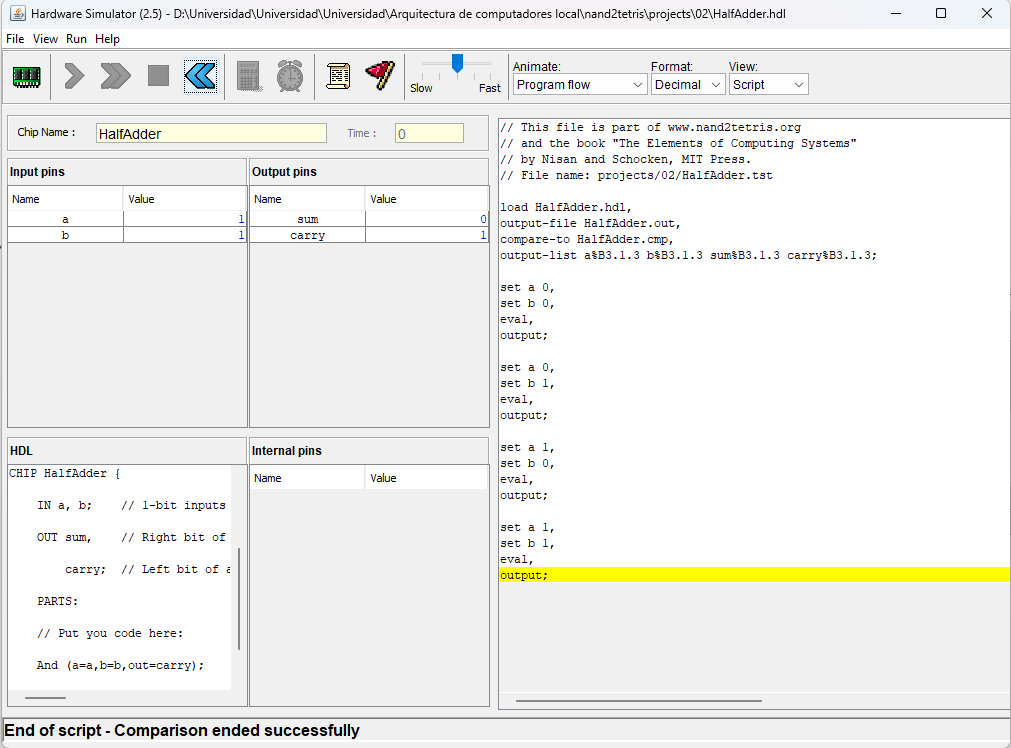 Hardware Simulator (2.5) - D:\Universidad\Universidad\Universidad\Arquitectura de computadores local\nand2tetris\projects\02\HalfAdder.hdl
File View Run Help
Slow Fast
Animate:
Program flow
Format:
Decimal
View:
Script
Chip Name :
HalfAdder
Time :
0
Input pins
Name Value
a 1
b 1
Output pins
Name Value
sum 0
carry 1
HDL
CHIP HalfAdder {
IN a, b;    // 1-bit inputs
OUT sum,    // Right bit of
carry;  // Left bit of a
PARTS:
// Put you code here:
And (a=a,b=b,out=carry);
Internal pins
Name Value
// This file is part of www.nand2tetris.org
// and the book "The Elements of Computing Systems"
// by Nisan and Schocken, MIT Press.
// File name: projects/02/HalfAdder.tst
load HalfAdder.hdl,
output-file HalfAdder.out,
compare-to HalfAdder.cmp,
output-list a%B3.1.3 b%B3.1.3 sum%B3.1.3 carry%B3.1.3;
set a 0,
set b 0,
eval,
output;
set a 0,
set b 1,
eval,
output;
set a 1,
set b 0,
eval,
output;
set a 1,
set b 1,
eval,
output;
End of script - Comparison ended successfully